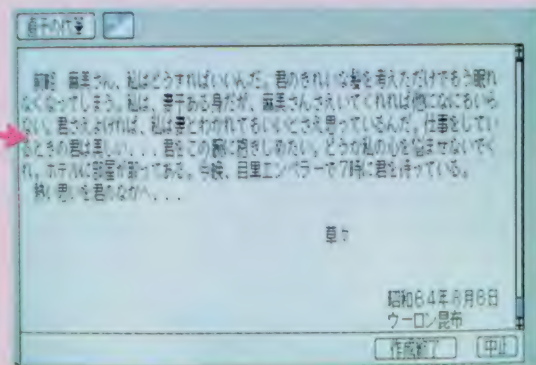 前略 麻美さん、私はどうすればいいんだ。君のきれいな髪を考えただけでもう眠れ
なくなってしまう。私は、妻子ある身だが、麻美さんさえいてくれれば他になにもいら
ない。君さえよければ、私は妻とわかれてもいいとさえ思っているんだ。仕事をしてい
るときの君は美しい...君をこの腕に抱きしめたい。どうか私の心を悩ませないでく
れ。ホテルに部屋が取ってある。今晩、目黒エンペラーで7時に君を待っている。
熱い思いを君のなかへ...
草々
昭和64年8月8日
ウーロン昆布
作成終了 中止